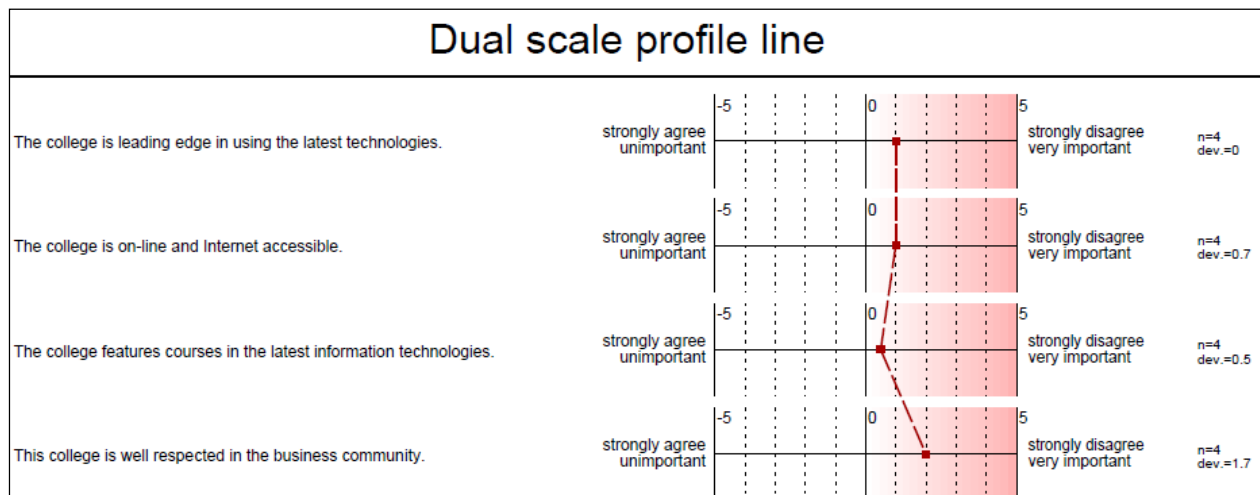 Dual scale profile line
-5 0 5
The college is leading edge in using the latest technologies.
strongly agree
unimportant
strongly disagree
very important
n=4
dev.=0
-5 0 5
The college is on-line and Internet accessible.
strongly agree
unimportant
strongly disagree
very important
n=4
dev.=0.7
-5 0 5
The college features courses in the latest information technologies.
strongly agree
unimportant
strongly disagree
very important
n=4
dev.=0.5
-5 0 5
This college is well respected in the business community.
strongly agree
unimportant
strongly disagree
very important
n=4
dev.=1.7